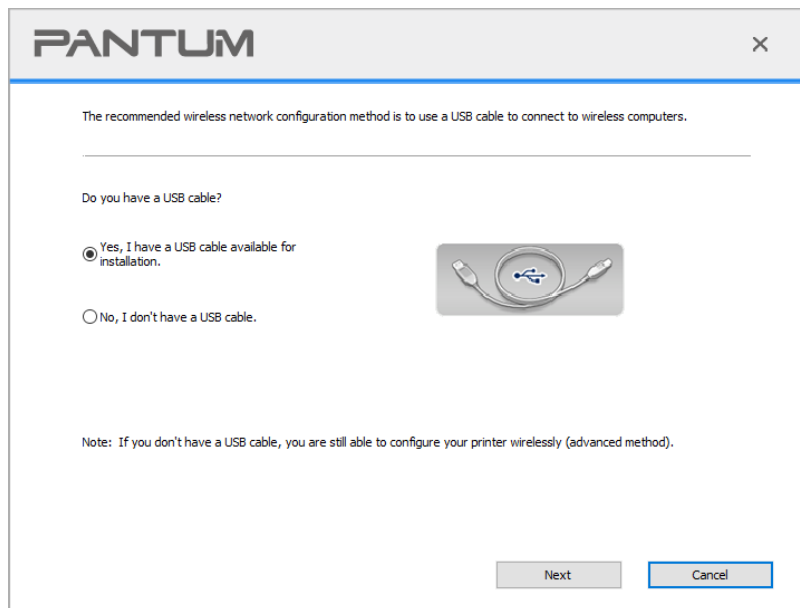 PANTUM
The recommended wireless network configuration method is to use a USB cable to connect to wireless computers.
Do you have a USB cable?
Yes, I have a USB cable available for
installation.
No, I don't have a USB cable.
Note:  If you don't have a USB cable, you are still able to configure your printer wirelessly (advanced method).
Next
Cancel